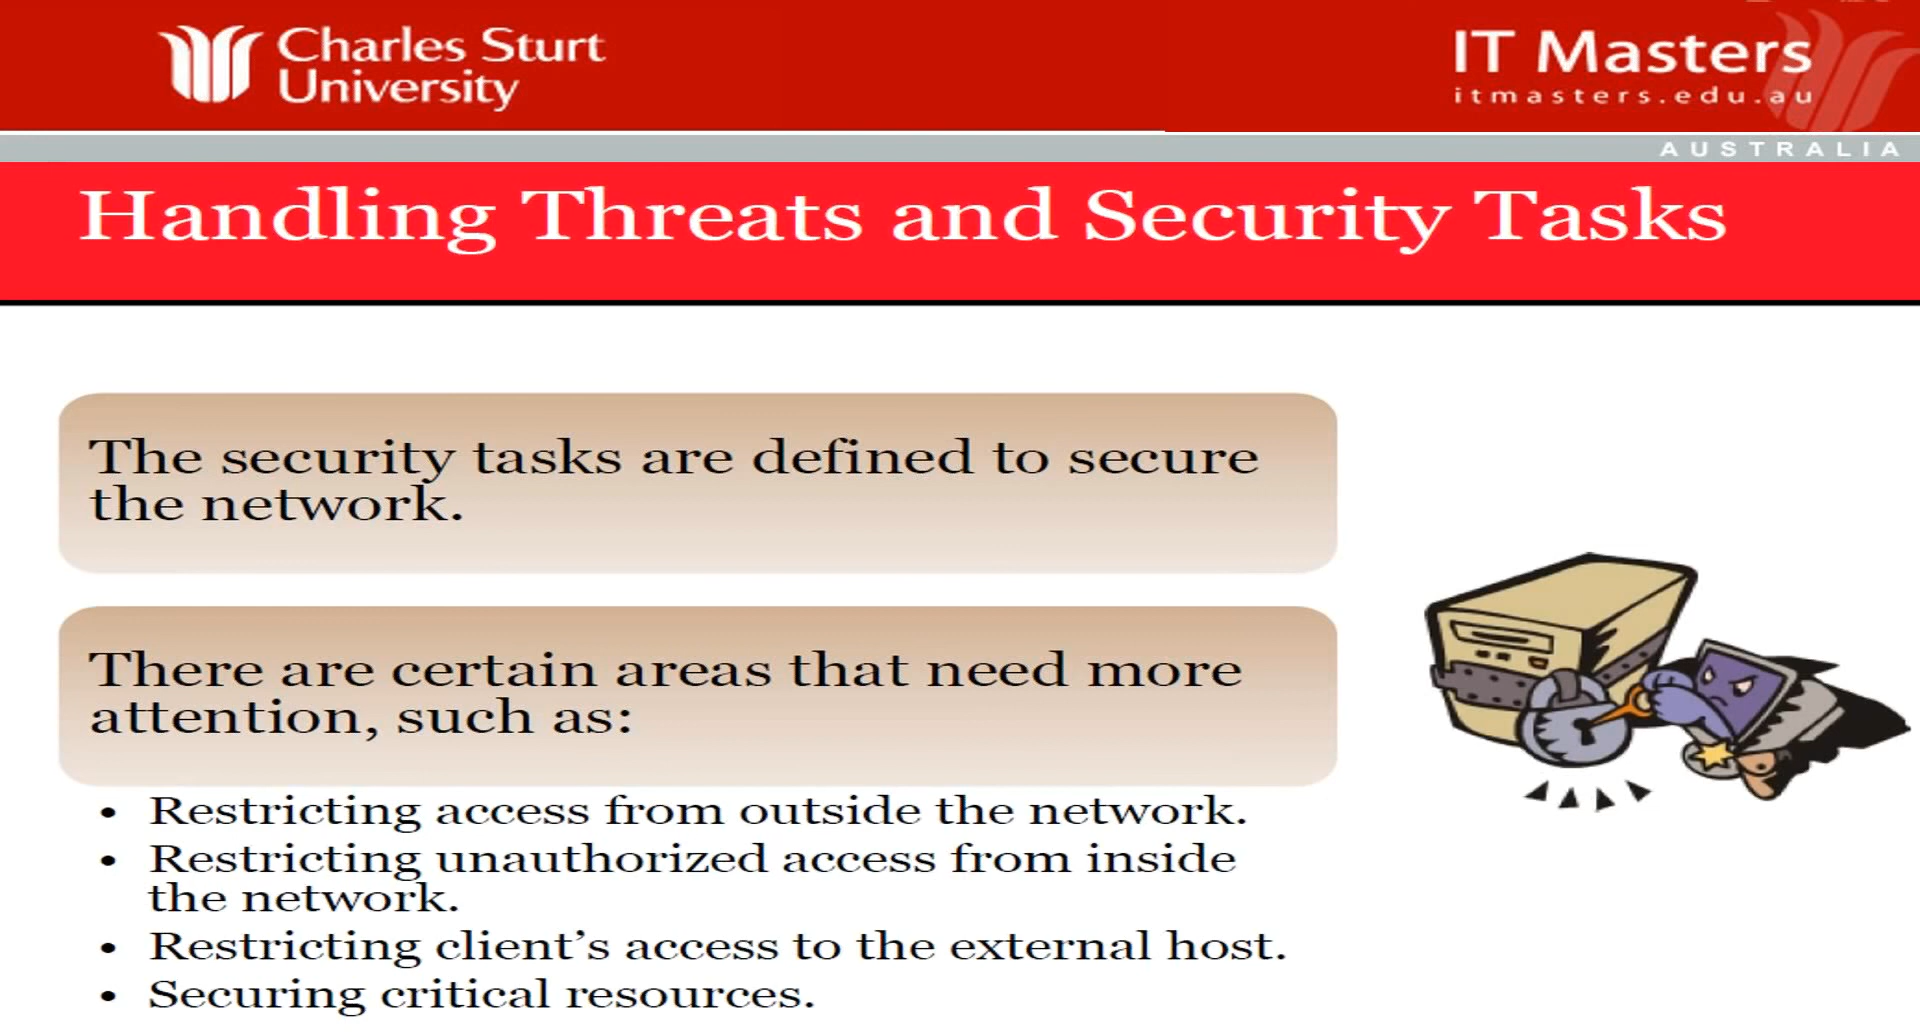 Charles Sturt
University
IT Masters
itmasters.edu.au
AUSTRALIA
Handling Threats and Security Tasks
The security tasks are defined to secure
the network.
There are certain areas that need more
attention, such as:
• Restricting access from outside the network.
• Restricting unauthorized access from inside
the network.
• Restricting client’s access to the external host.
• Securing critical resources.